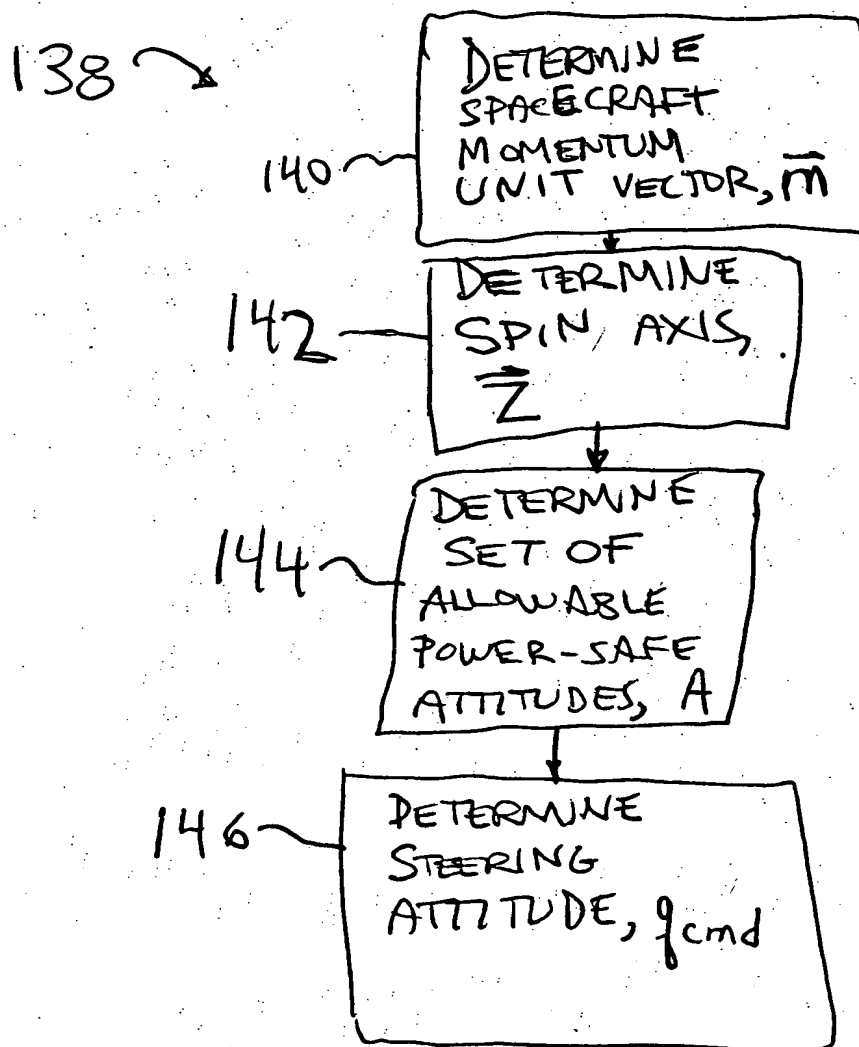 138
DETERMINE
SPACECRAFT
MOMENTUM
140
UNIT VECTOR, m⃗
DETERMINE
142
SPIN AXIS,
Z⃗
DETERMINE
144
SET OF
ALLOWABLE
POWER-SAFE
ATTITUDES, A
146
DETERMINE
STEERING
ATTITUDE, qcmd